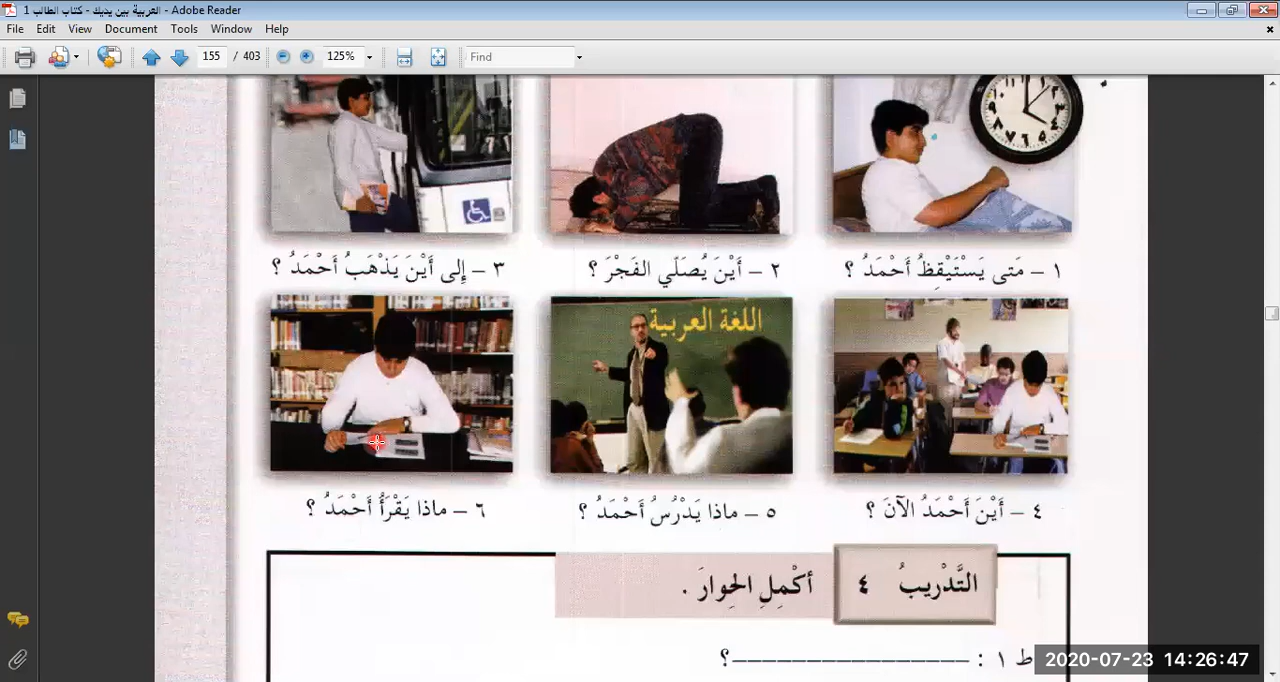 العربية بين يديك - كتاب الطالب 1 - Adobe Reader
File Edit View Document Tools Window Help
155 / 403 125% Find
١ – مَتى يَسْتَيْقِظُ أَحْمَدُ ؟
٢ – أَيْنَ يُصَلّي الفَجْرَ ؟
٣ – إِلى أَيْنَ يَذْهَبُ أَحْمَدُ ؟
اللغة العربية
٤ – أَيْنَ أَحْمَدُ الآنَ ؟
٥ – ماذا يَدْرُسُ أَحْمَدُ ؟
٦ – ماذا يَقْرَأُ أَحْمَدُ ؟
التَّدْريبُ ٤ أَكْمِلِ الحِوارَ .
ط ١ : ——————————— ؟
2020-07-23 14:26:47